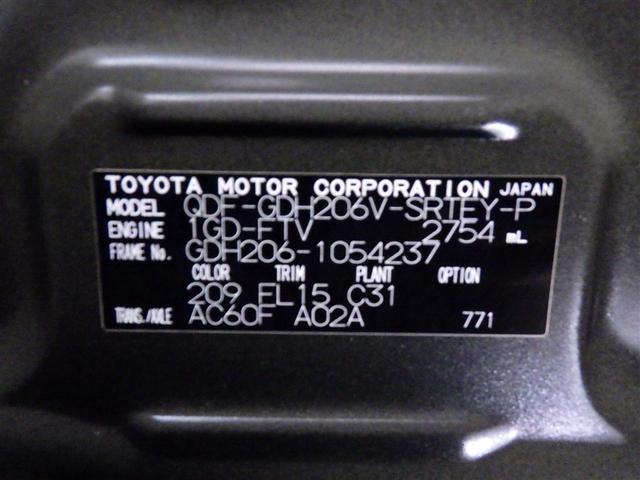 TOYOTA MOTOR CORPORATION JAPAN
MODEL QDF-GDH206V-SRTEY-P
ENGINE 1GD-FTV 2754 mL
FRAME No. GDH206-1054237
COLOR TRIM PLANT OPTION
209 FL15 C31
TRANS./AXLE AC60F A02A 771